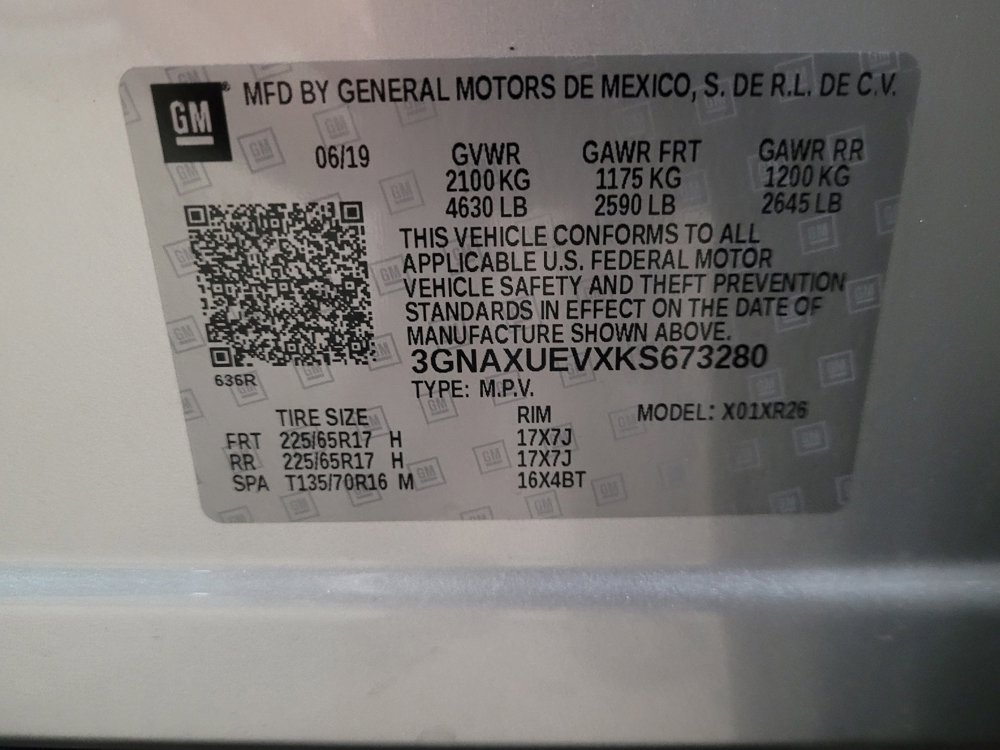 GM ® MFD BY GENERAL MOTORS DE MEXICO, S. DE R.L. DE C.V.
06/19 GVWR GAWR FRT GAWR RR
2100 KG 1175 KG 1200 KG
4630 LB 2590 LB 2645 LB
THIS VEHICLE CONFORMS TO ALL
APPLICABLE U.S. FEDERAL MOTOR
VEHICLE SAFETY AND THEFT PREVENTION
STANDARDS IN EFFECT ON THE DATE OF
MANUFACTURE SHOWN ABOVE.
3GNAXUEVXKS673280
636R
TYPE: M.P.V.
TIRE SIZE RIM MODEL: X01XR26
FRT 225/65R17 H 17X7J
RR 225/65R17 H 17X7J
SPA T135/70R16 M 16X4BT